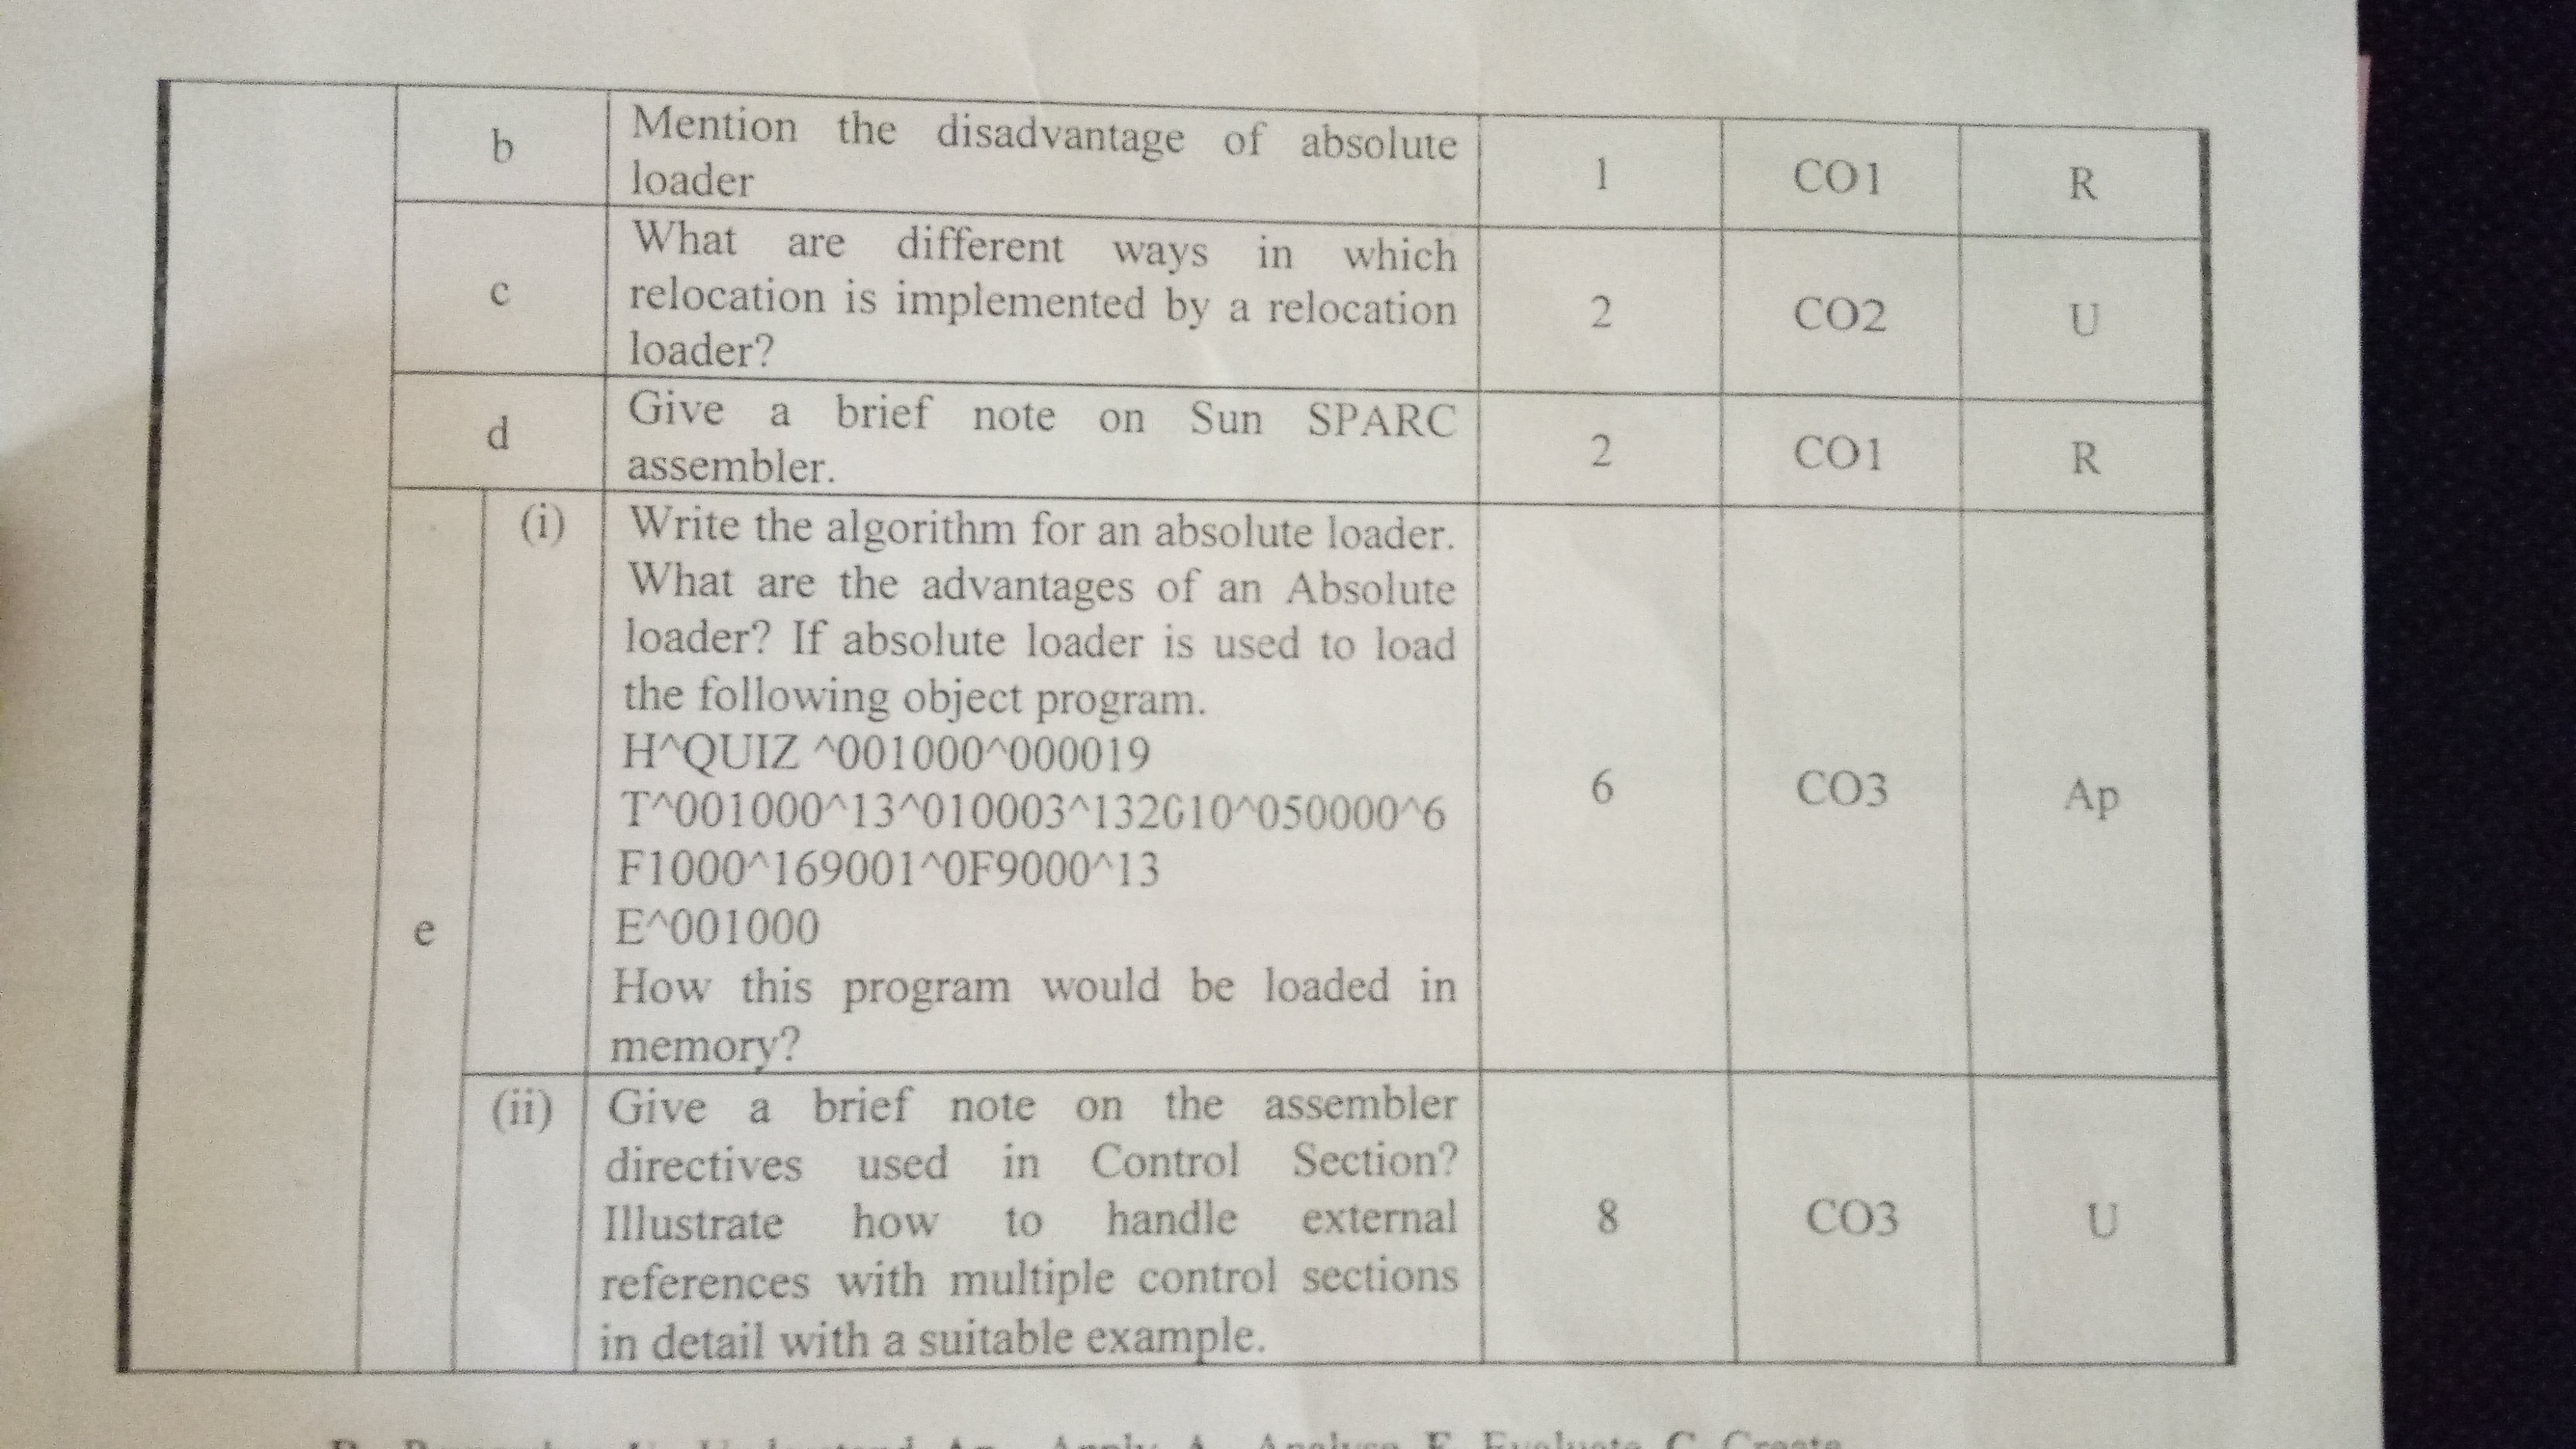 b
Mention the disadvantage of absolute
loader
1
CO1
R
c
What are different ways in which
relocation is implemented by a relocation
loader?
2
CO2
U
d
Give a brief note on Sun SPARC
assembler.
2
CO1
R
e
(i)
Write the algorithm for an absolute loader.
What are the advantages of an Absolute
loader? If absolute loader is used to load
the following object program.
H^QUIZ ^001000^000019
T^001000^13^010003^132010^050000^6
F1000^169001^0F9000^13
E^001000
How this program would be loaded in
memory?
6
CO3
Ap
(ii)
Give a brief note on the assembler
directives used in Control Section?
Illustrate how to handle external
references with multiple control sections
in detail with a suitable example.
8
CO3
U